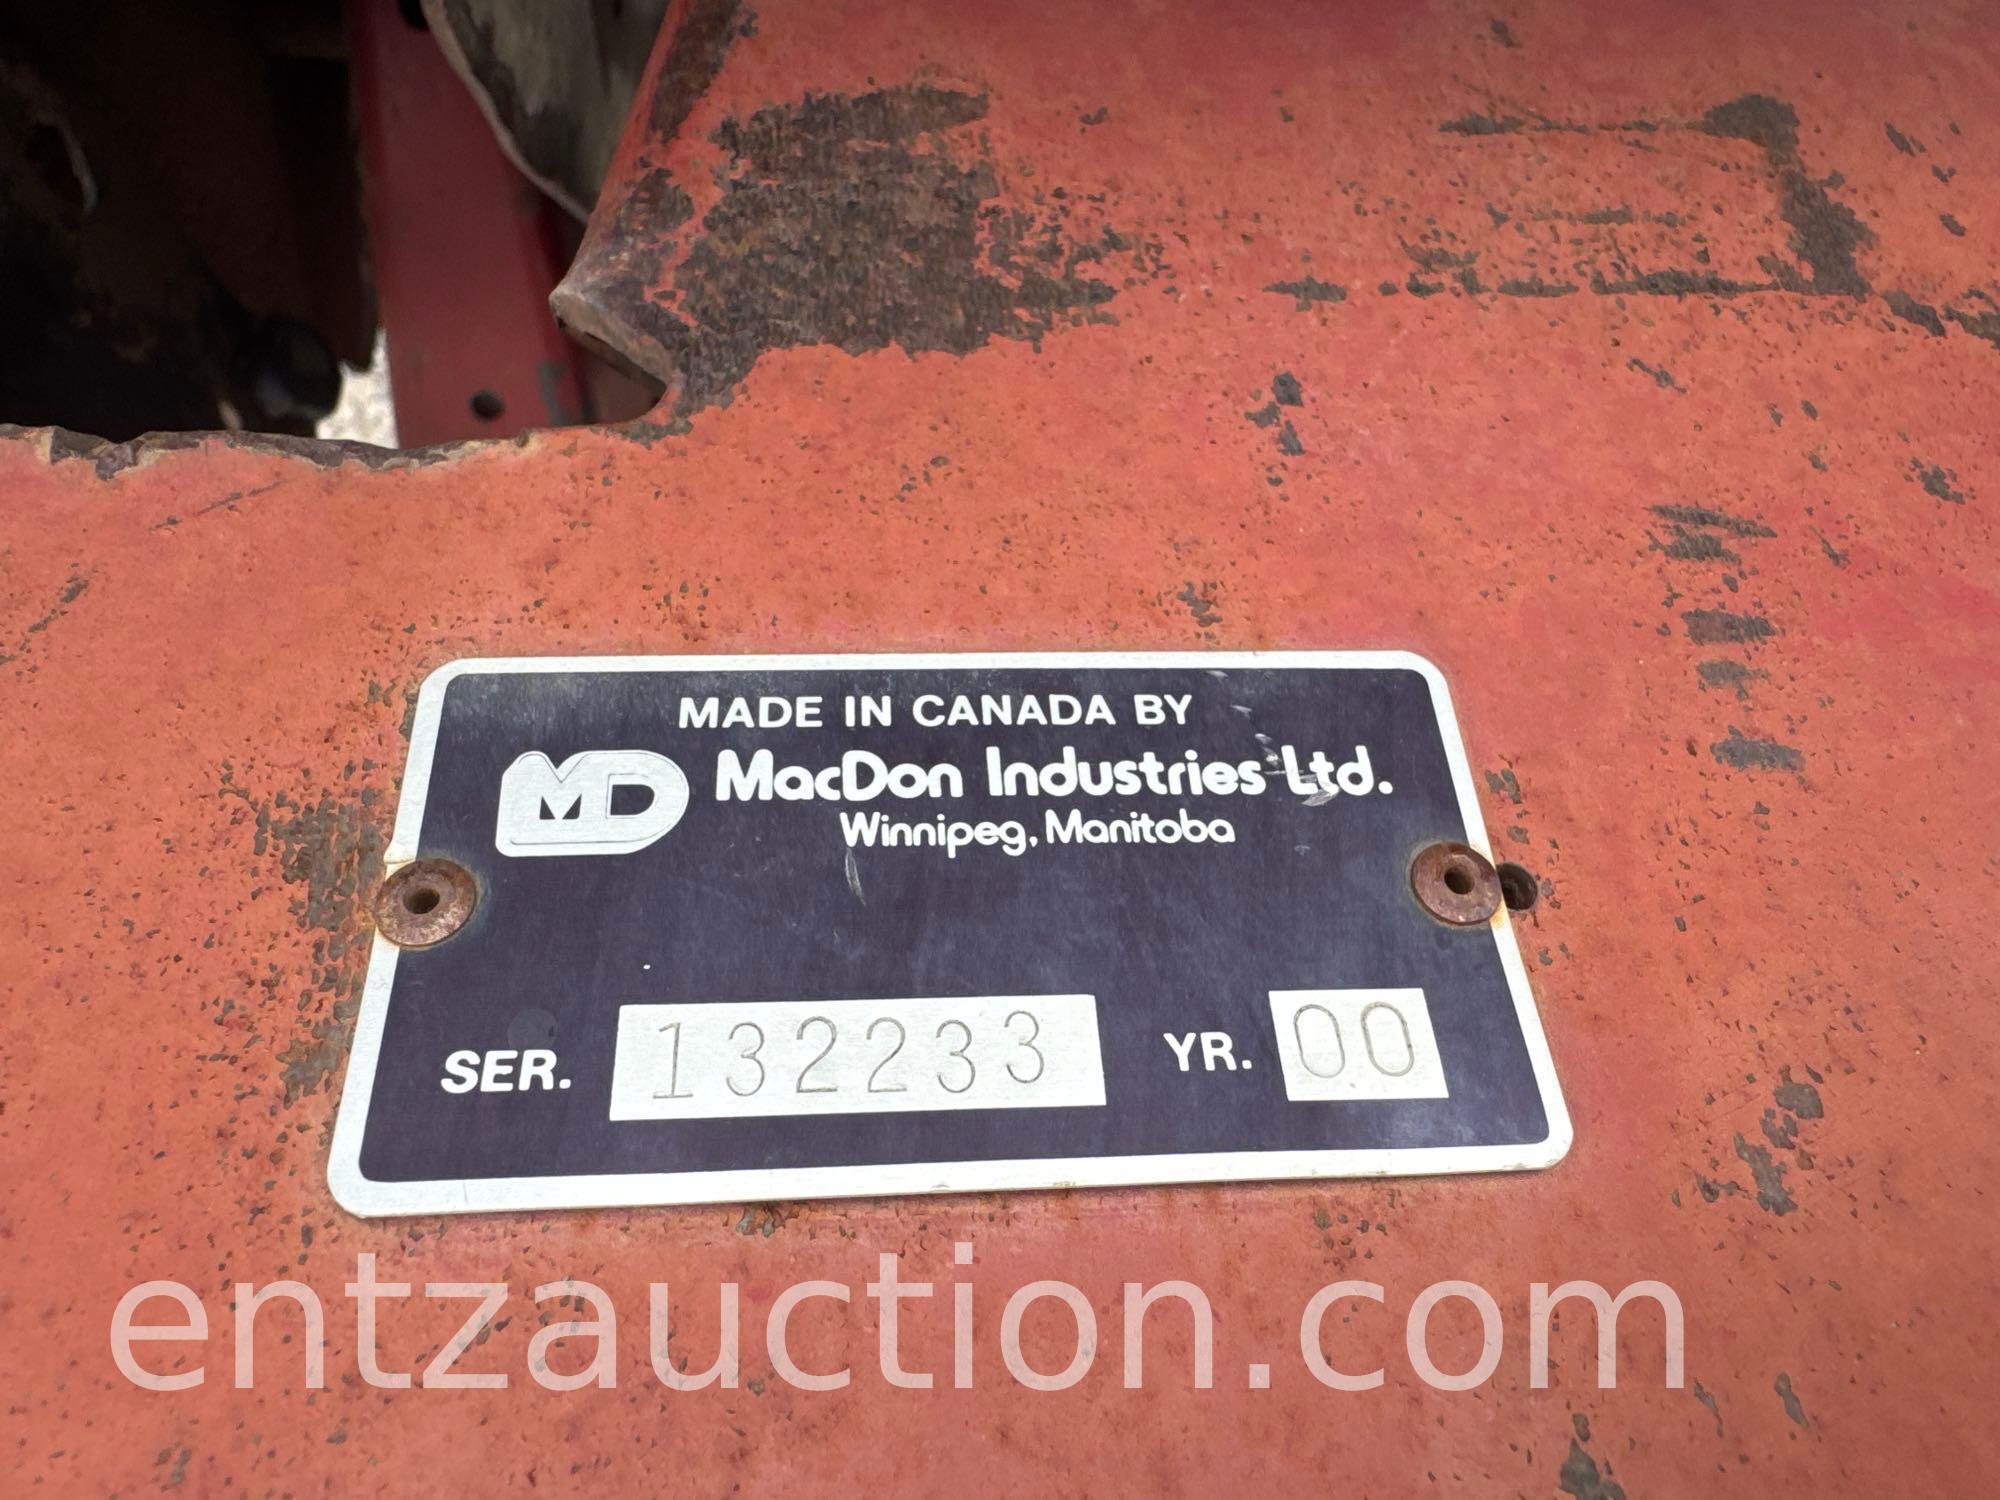 MADE IN CANADA BY
MD MacDon Industries Ltd.
Winnipeg, Manitoba
SER. 132233 YR. 00
entzauction.com